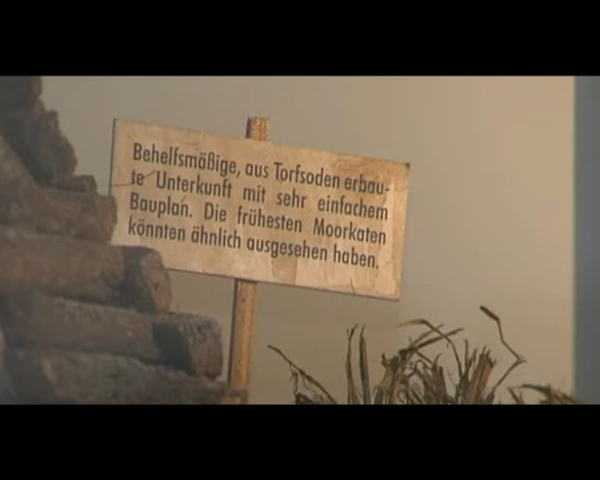 Behelfsmäßige, aus Torfsoden erbau-
te Unterkunft mit sehr einfachem
Bauplan. Die frühesten Moorkaten
könnten ähnlich ausgesehen haben.